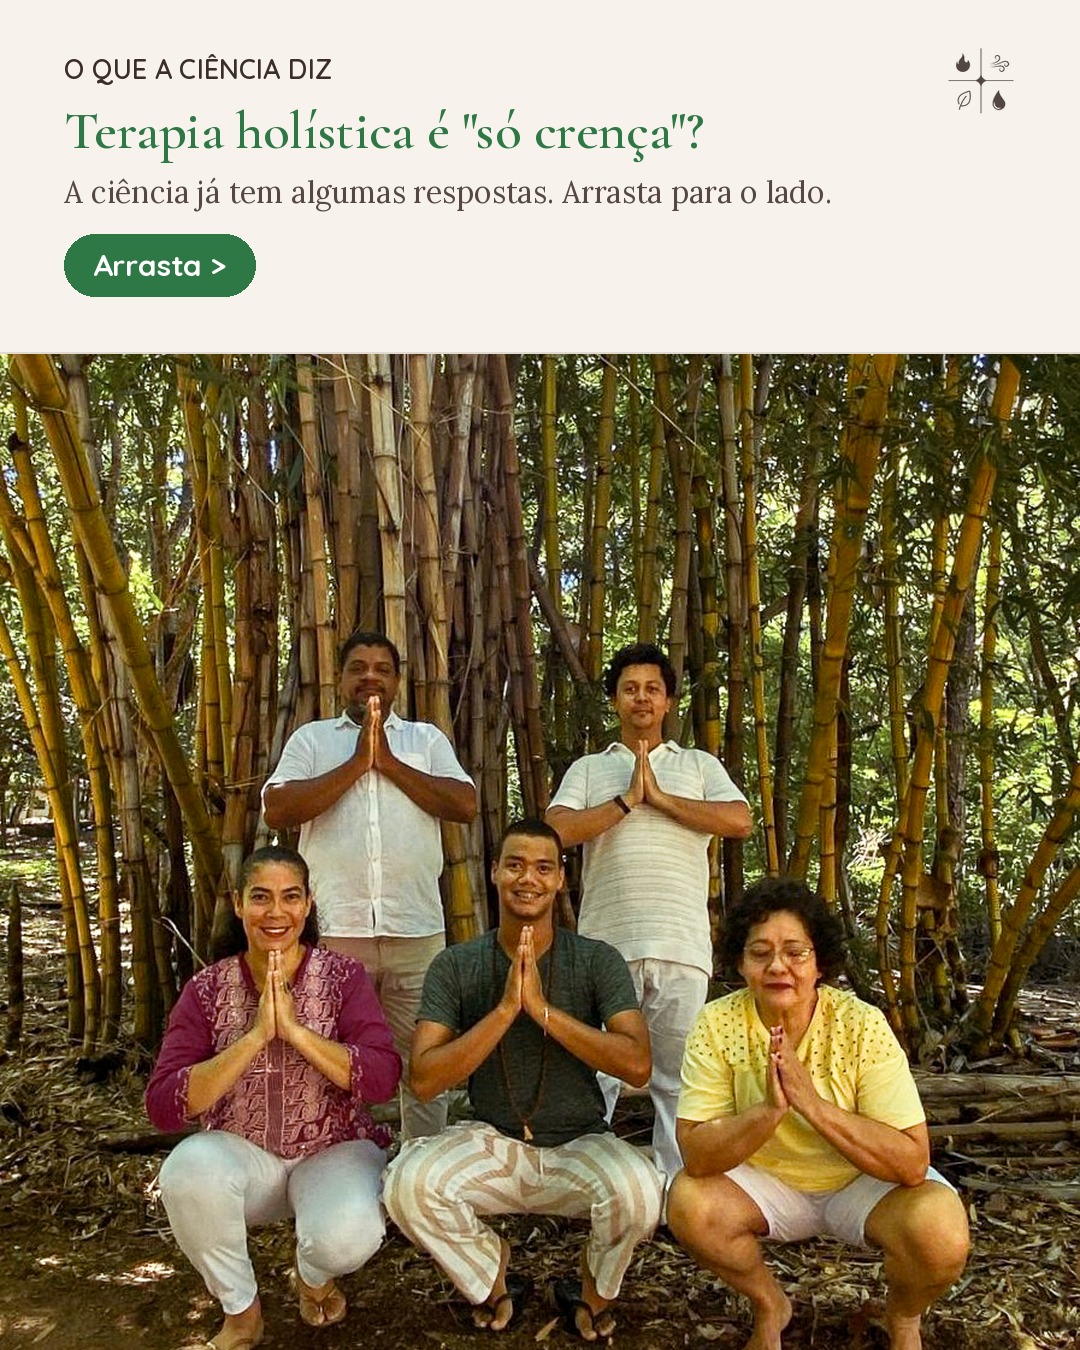 O QUE A CIÊNCIA DIZ
Terapia holística é "só crença"?
A ciência já tem algumas respostas. Arrasta para o lado.
Arrasta >